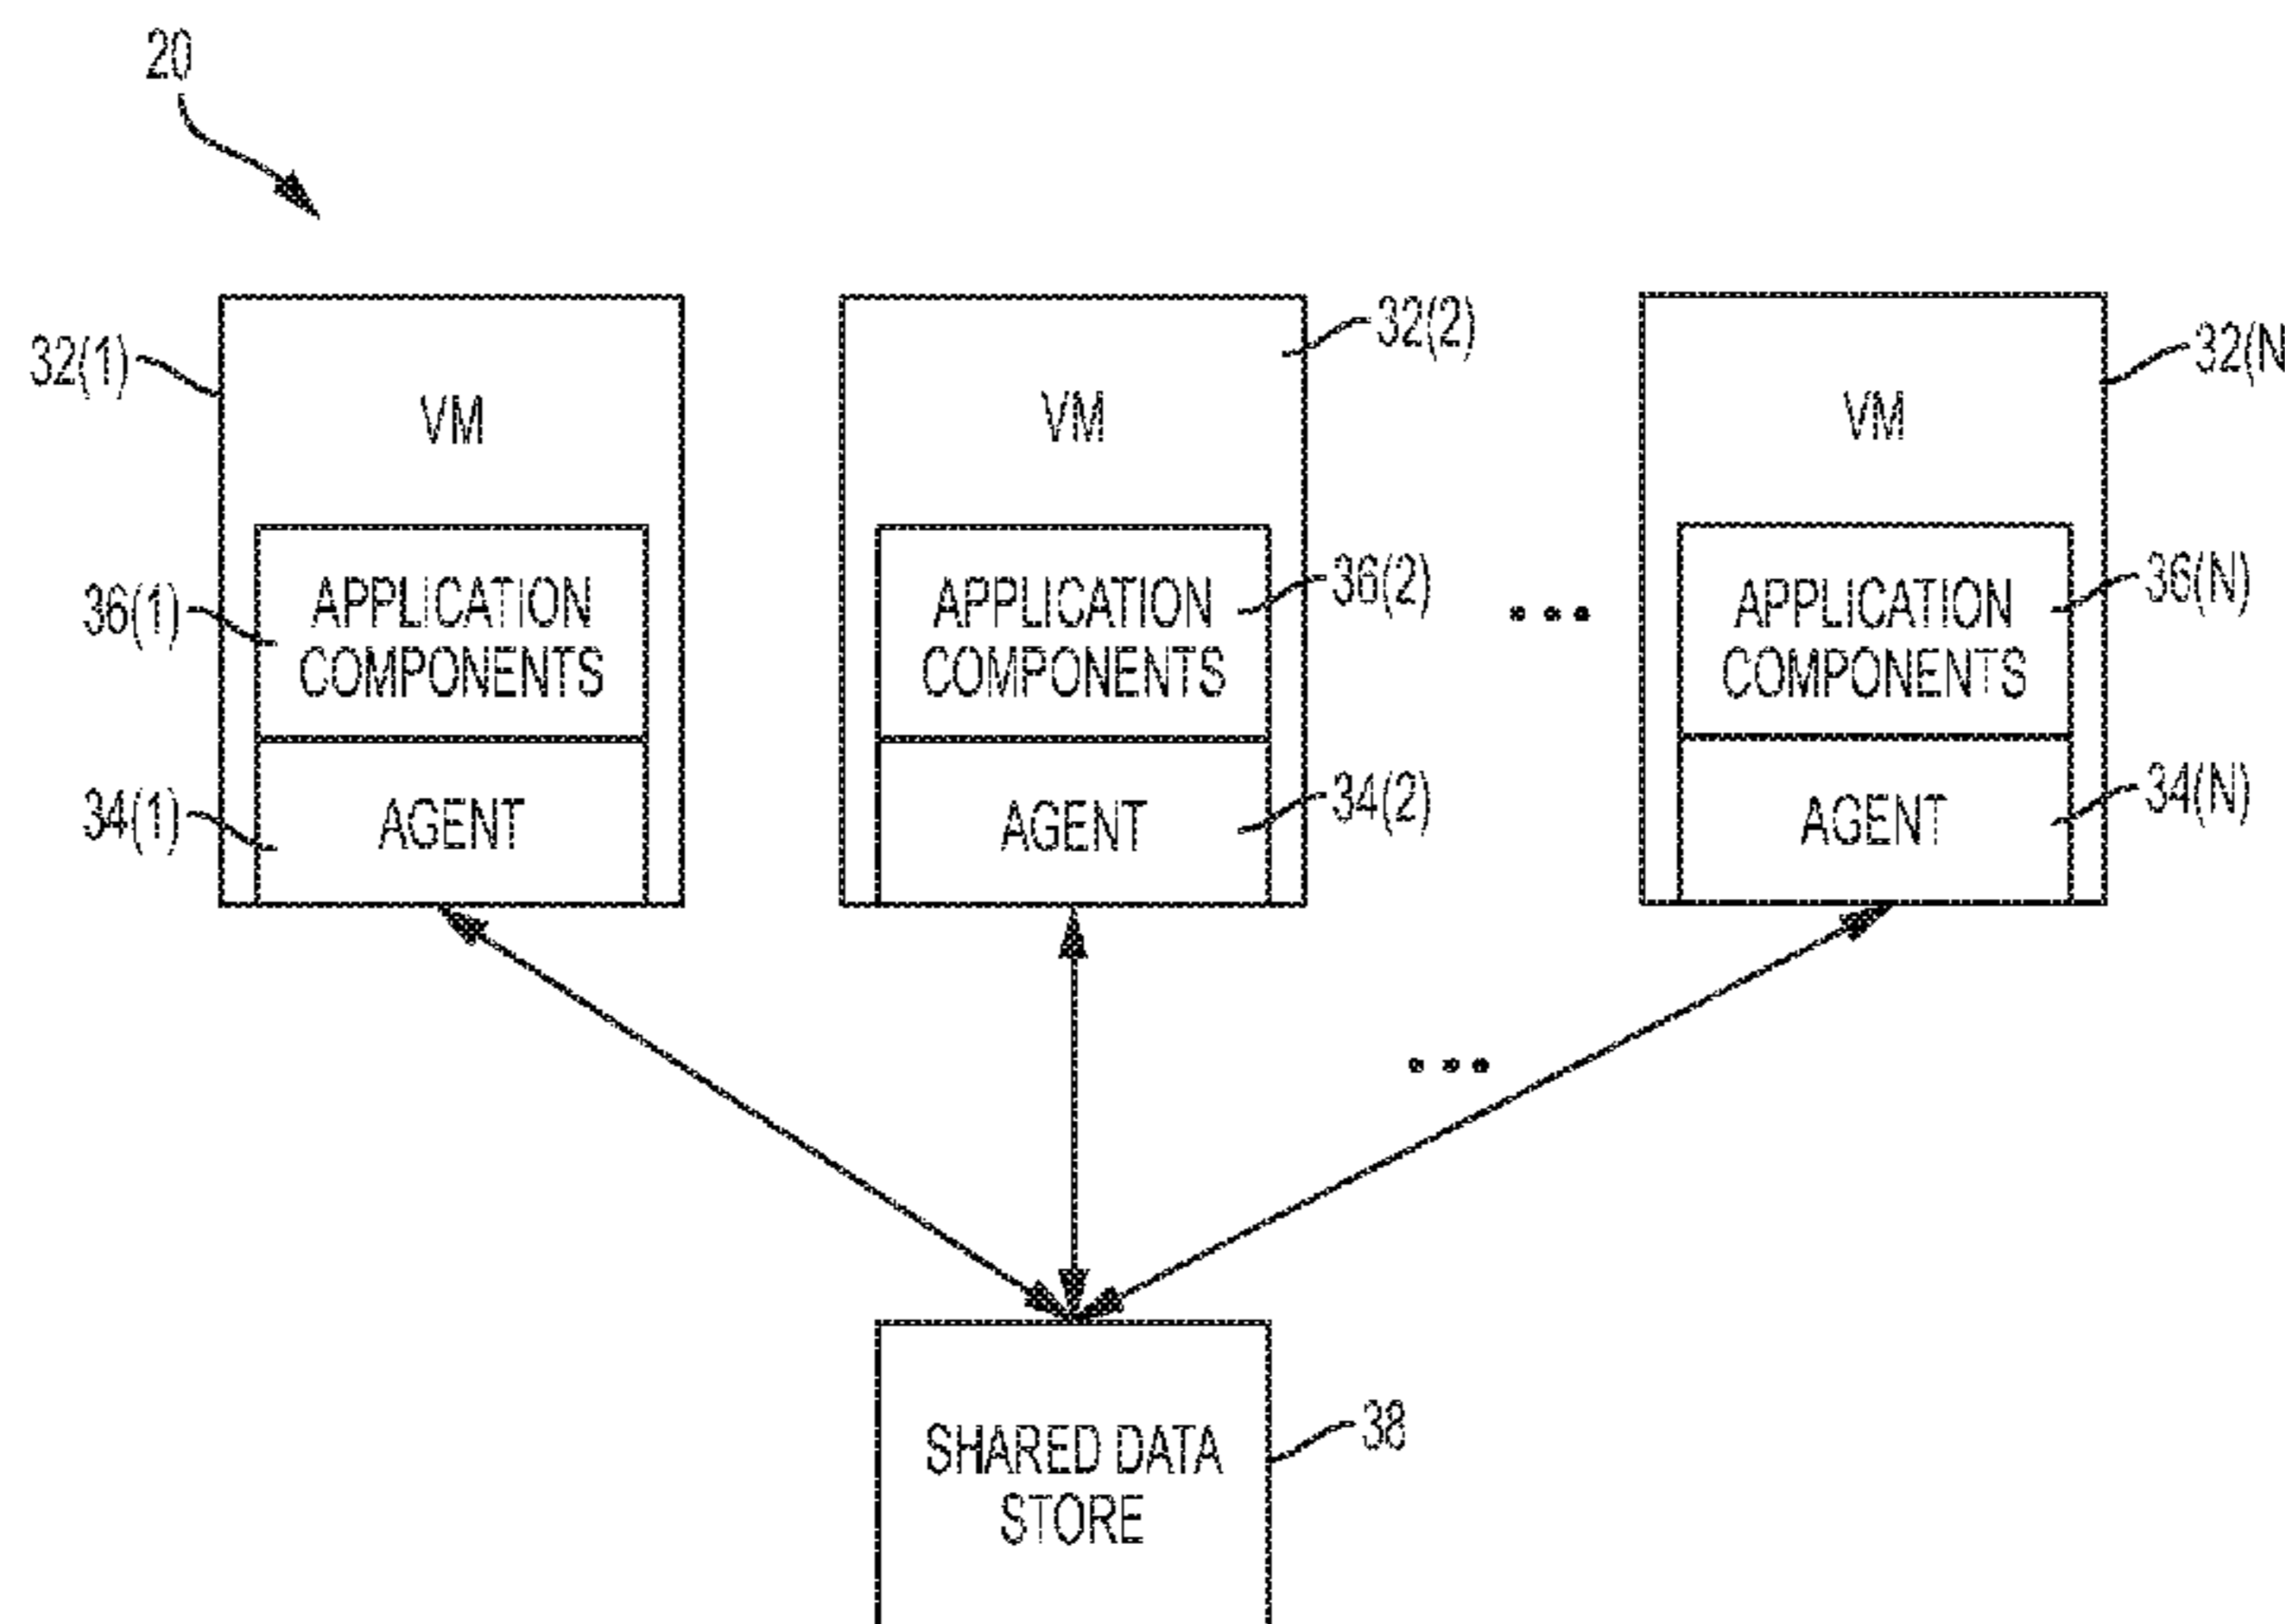 20
32(1)
VM
32(2)
VM
32(N
VM
36(1)
APPLICATION
COMPONENTS
36(2)
APPLICATION
COMPONENTS
...
36(N)
APPLICATION
COMPONENTS
34(1)
AGENT
34(2)
AGENT
34(N)
AGENT
...
38
SHARED DATA
STORE